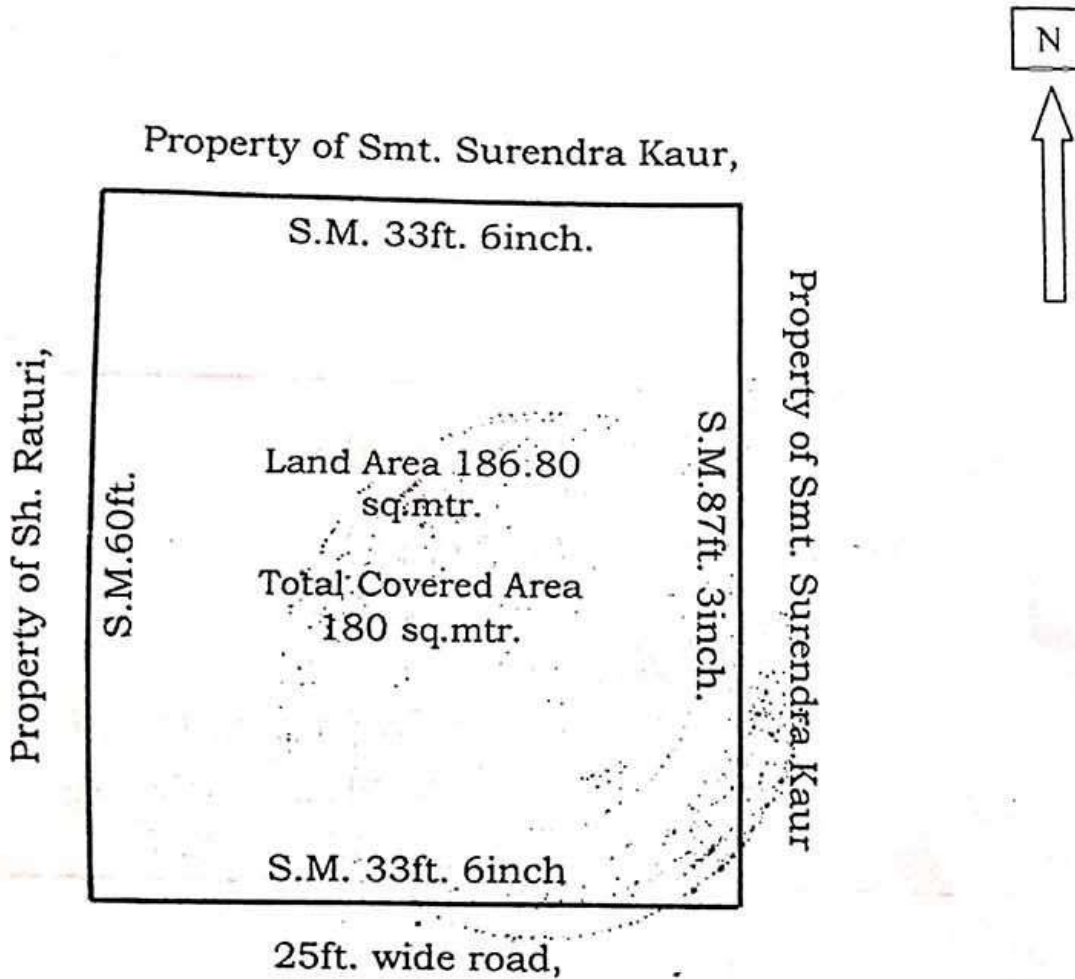 N
Property of Smt. Surendra Kaur,
S.M. 33ft. 6inch.
Property of Sh. Raturi,
S.M.60ft.
Land Area 186.80
sq.mtr.
Total Covered Area
180 sq.mtr.
S.M.87ft. 3inch.
Property of Smt. Surendra Kaur
S.M. 33ft. 6inch
25ft. wide road,